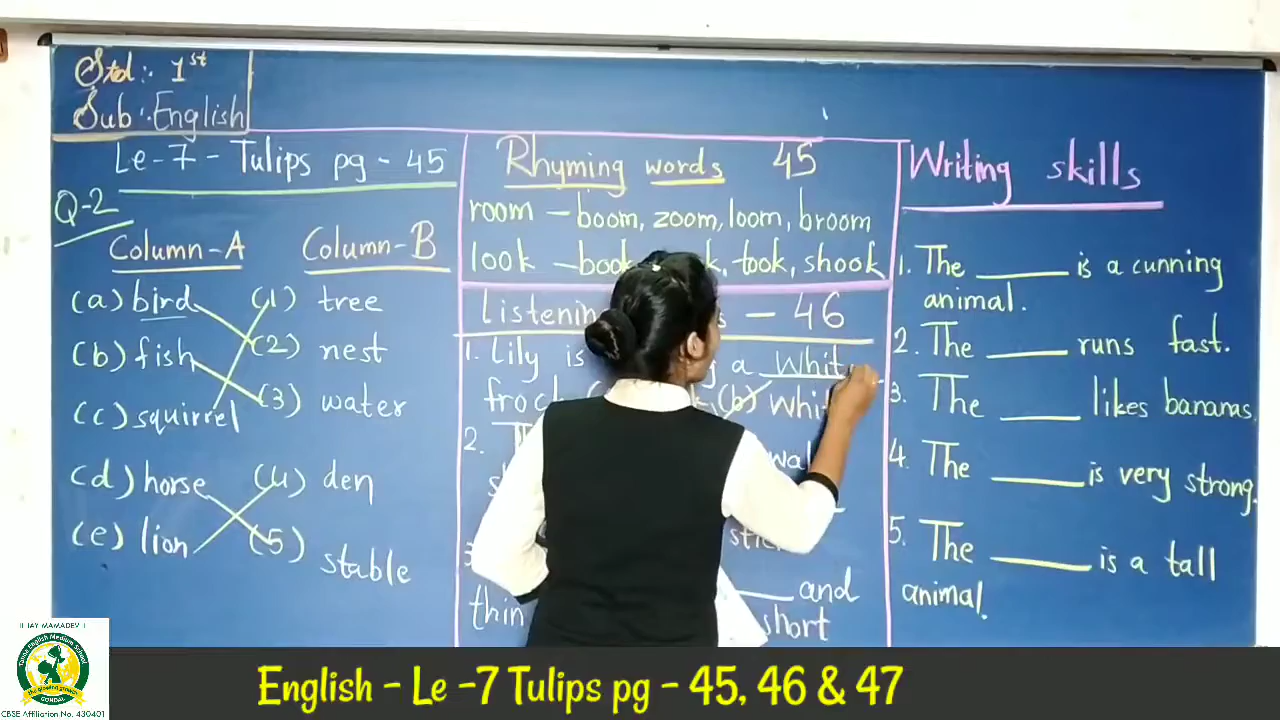 Std:- 1st
Sub:- English
Le-7 - Tulips pg - 45
Q-2
Column-A Column-B
(a) bird (1) tree
(b) fish (2) nest
(c) squirrel (3) water
(d) horse (4) den
(e) lion (5) stable
Rhyming words 45
room - boom, zoom, loom, broom
look - book, took, shook
- 46
1. Lily is a Whit
(b)
2.
3
thin and
short
Writing skills
1. The ______ is a cunning
animal.
2. The ______ runs fast.
3. The ______ likes bananas.
4. The ______ is very strong.
5. The ______ is a tall
animal.
|| JAY MAMADEV ||
CBSE Affiliation No. 430401
English - Le -7 Tulips pg - 45, 46 & 47